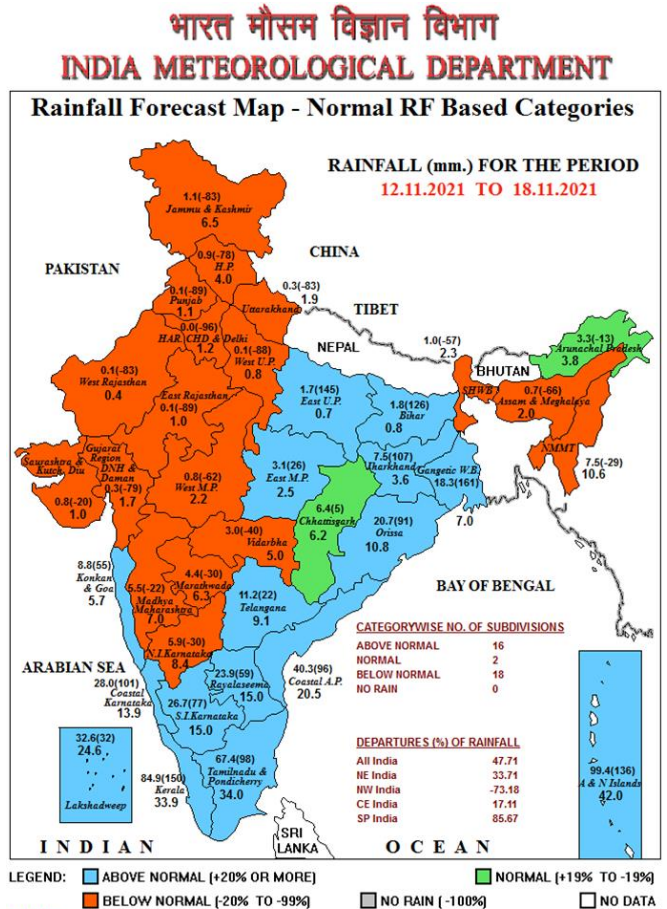 भारत मौसम विज्ञान विभाग
INDIA METEOROLOGICAL DEPARTMENT
Rainfall Forecast Map - Normal RF Based Categories
RAINFALL (mm.) FOR THE PERIOD
12.11.2021 TO 18.11.2021
1.1(-83)
Jammu & Kashmir
6.5
0.9(-78)
H.P.
4.0
CHINA
PAKISTAN
0.1(-89)
Punjab
1.1
0.3(-83)
Uttarakhand
1.9
TIBET
0.0(-96)
HAR. CHD & Delhi
1.2
0.1(-88)
West U.P.
0.8
NEPAL
1.0(-57)
SHWB
2.3
BHUTAN
3.3(-13)
Arunachal Pradesh
3.8
0.1(-83)
West Rajasthan
0.4
East Rajasthan
0.1(-89)
1.0
1.7(145)
East U.P.
0.7
1.8(126)
Bihar
0.8
0.7(-66)
Assam & Meghalaya
2.0
NMMT
7.5(-29)
10.6
Saurashtra &
Kutch, Diu
0.8(-20)
1.0
Gujarat
Region
DNH &
Daman
0.3(-79)
1.7
0.8(-62)
West M.P.
2.2
3.1(26)
East M.P.
2.5
7.5(107)
Jharkhand
3.6
Gangetic W.B.
18.3(161)
7.0
6.4(5)
Chhattisgarh
6.2
20.7(91)
Orissa
10.8
3.0(-40)
Vidarbha
5.0
8.8(55)
Konkan
& Goa
5.7
5.5(-22)
Madhya
Maharashtra
7.0
4.4(-30)
Marathwada
6.3
11.2(22)
Telangana
9.1
BAY OF BENGAL
5.9(-30)
N.I.Karnataka
8.4
ARABIAN SEA
28.0(101)
Coastal
Karnataka
13.9
23.9(59)
Rayalaseema
15.0
40.3(96)
Coastal A.P.
20.5
26.7(77)
S.I.Karnataka
15.0
67.4(98)
Tamilnadu &
Pondicherry
34.0
84.9(150)
Kerala
33.9
32.6(32)
24.6
Lakshadweep
99.4(136)
A & N Islands
42.0
CATEGORYWISE NO. OF SUBDIVISIONS
ABOVE NORMAL 16
NORMAL 2
BELOW NORMAL 18
NO RAIN 0
DEPARTURES (%) OF RAINFALL
All India 47.71
NE India 33.71
NW India -73.18
CE India 17.11
SP India 85.67
SRI
LANKA
INDIAN OCEAN
LEGEND: ABOVE NORMAL (+20% OR MORE) NORMAL (+19% TO -19%)
BELOW NORMAL (-20% TO -99%) NO RAIN (-100%) NO DATA